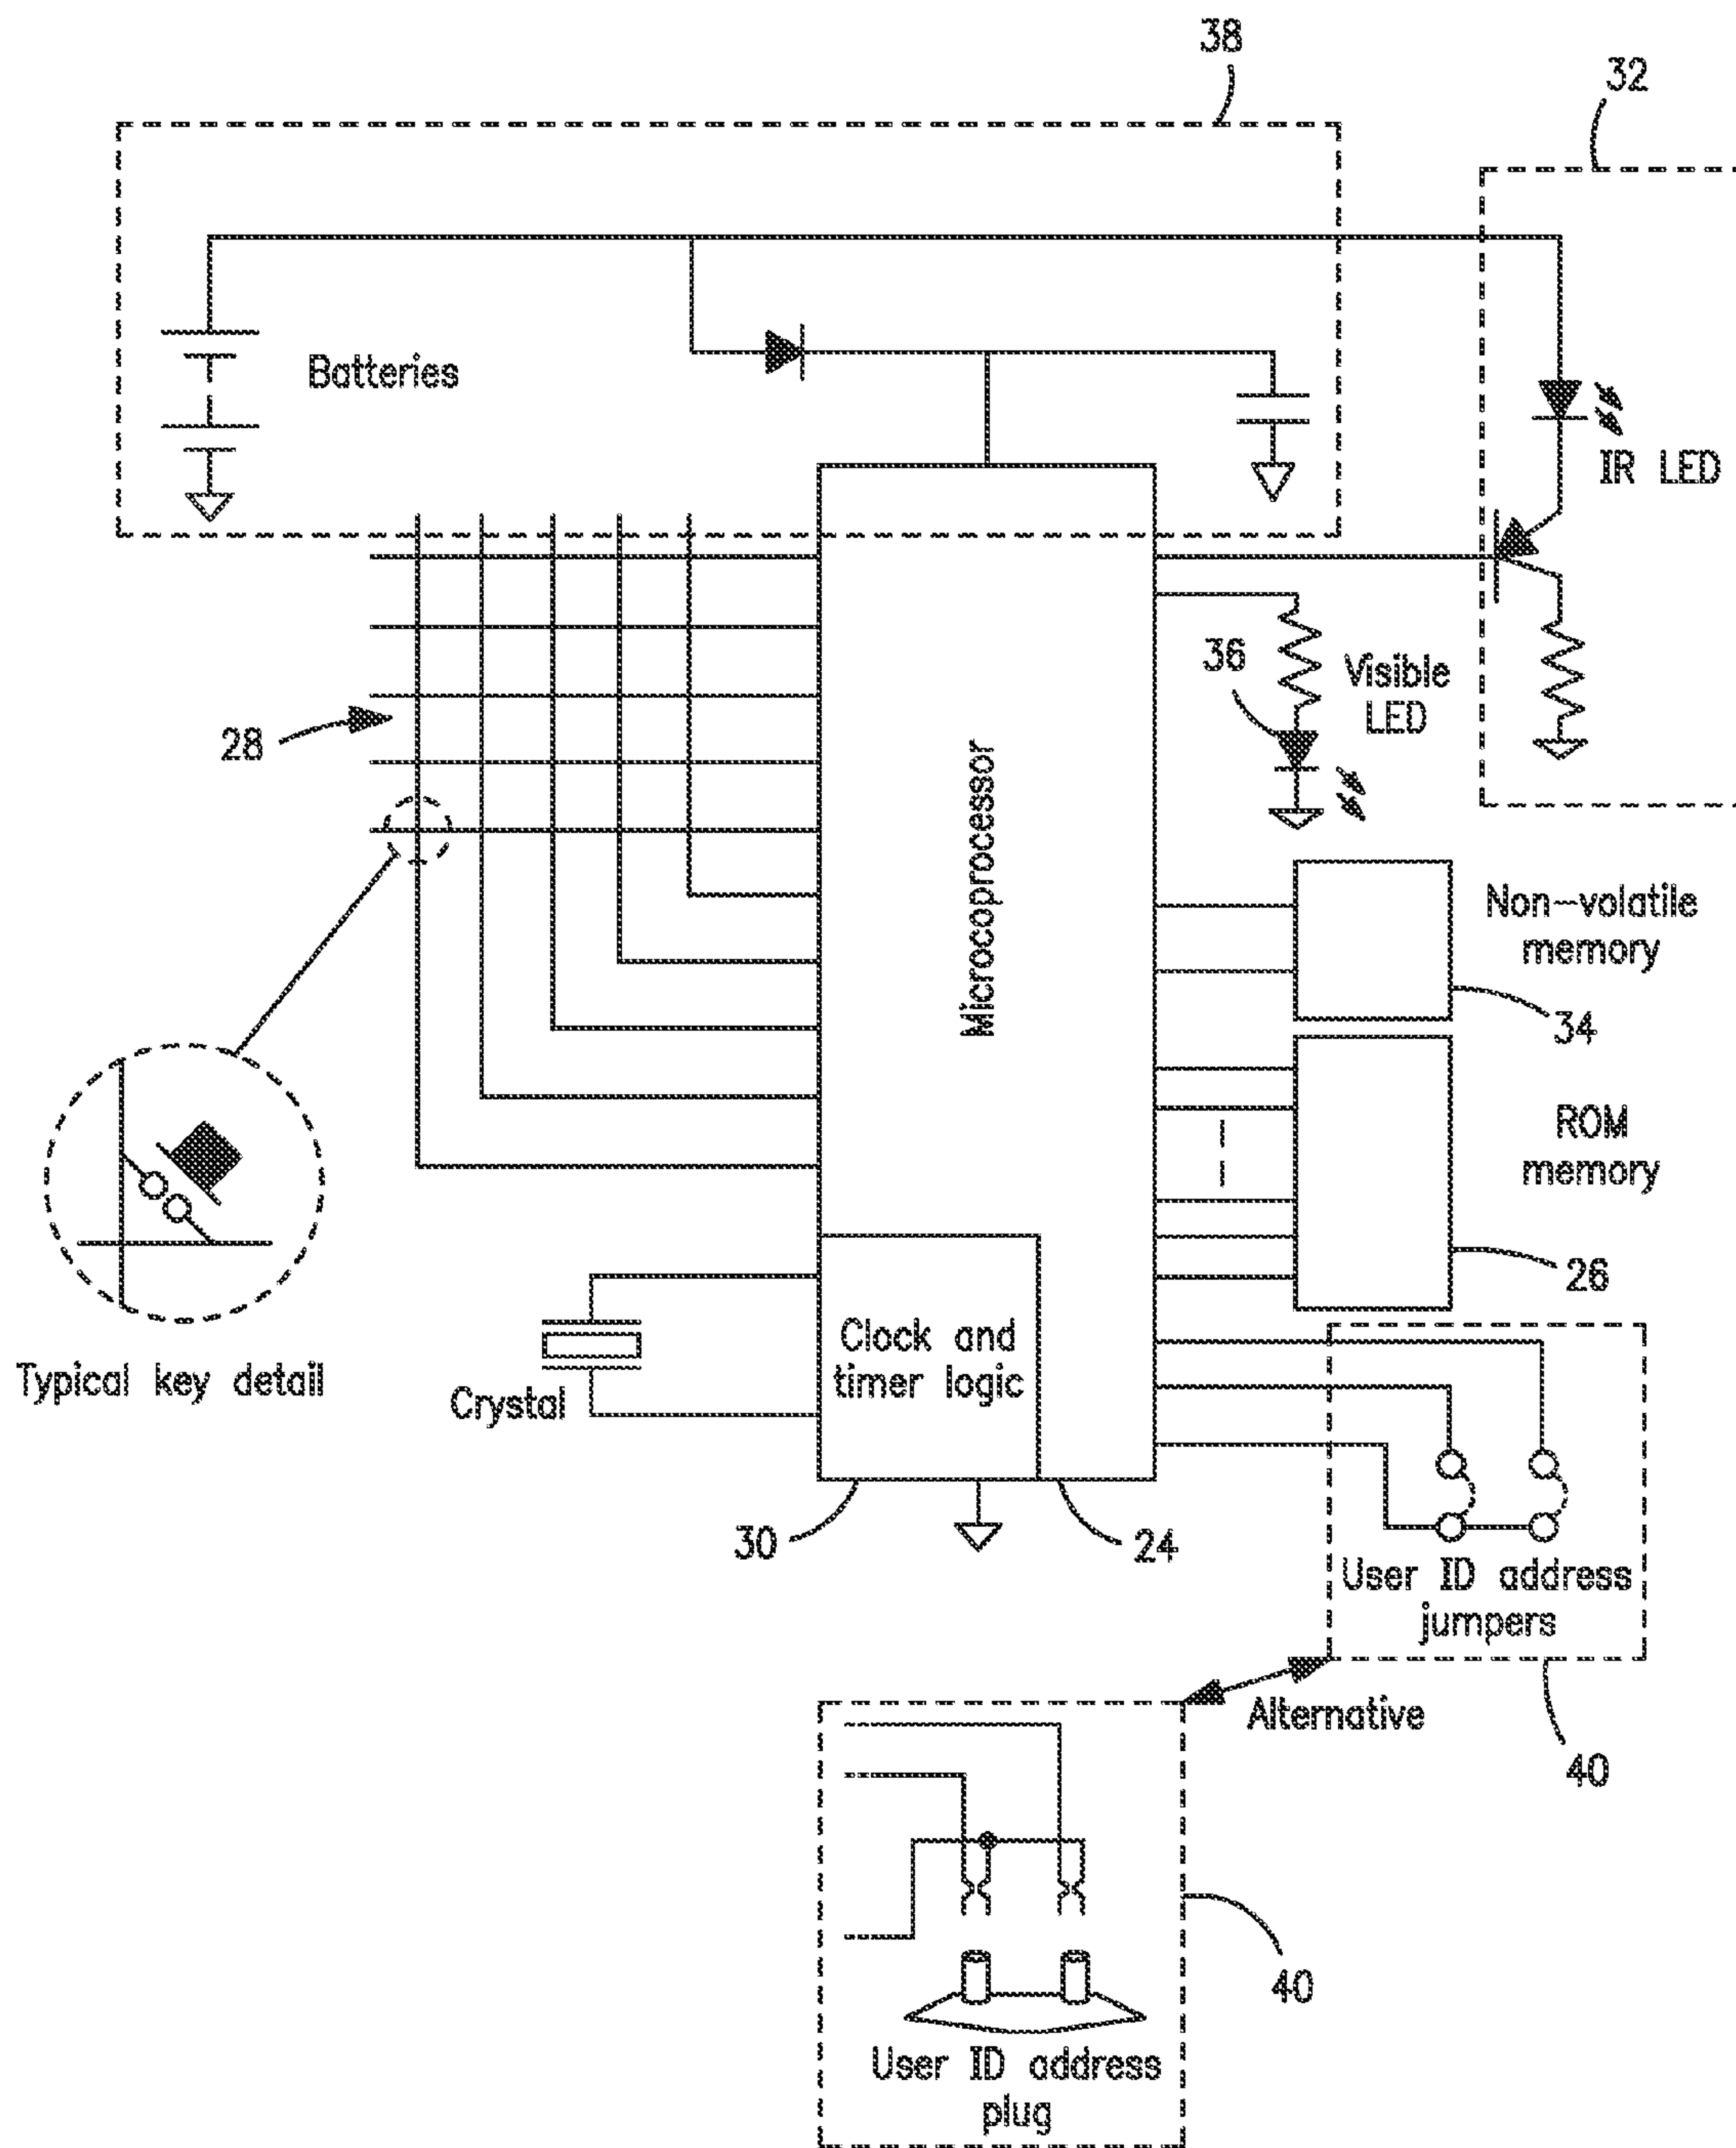 38
32
Batteries
IR LED
36
Visible
LED
28
Microcoprocessor
Non-volatile
memory
34
ROM
memory
26
Typical key detail
Crystal
Clock and
timer logic
30
24
User ID address
jumpers
Alternative
40
40
User ID address
plug